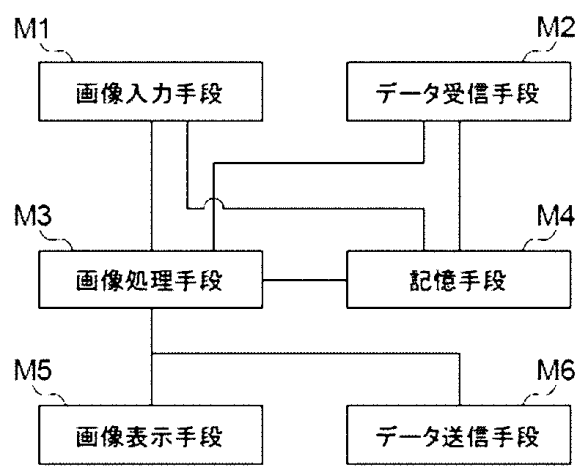 M1
M2
画像入力手段
データ受信手段
M3
M4
画像処理手段
記憶手段
M5
M6
画像表示手段
データ送信手段